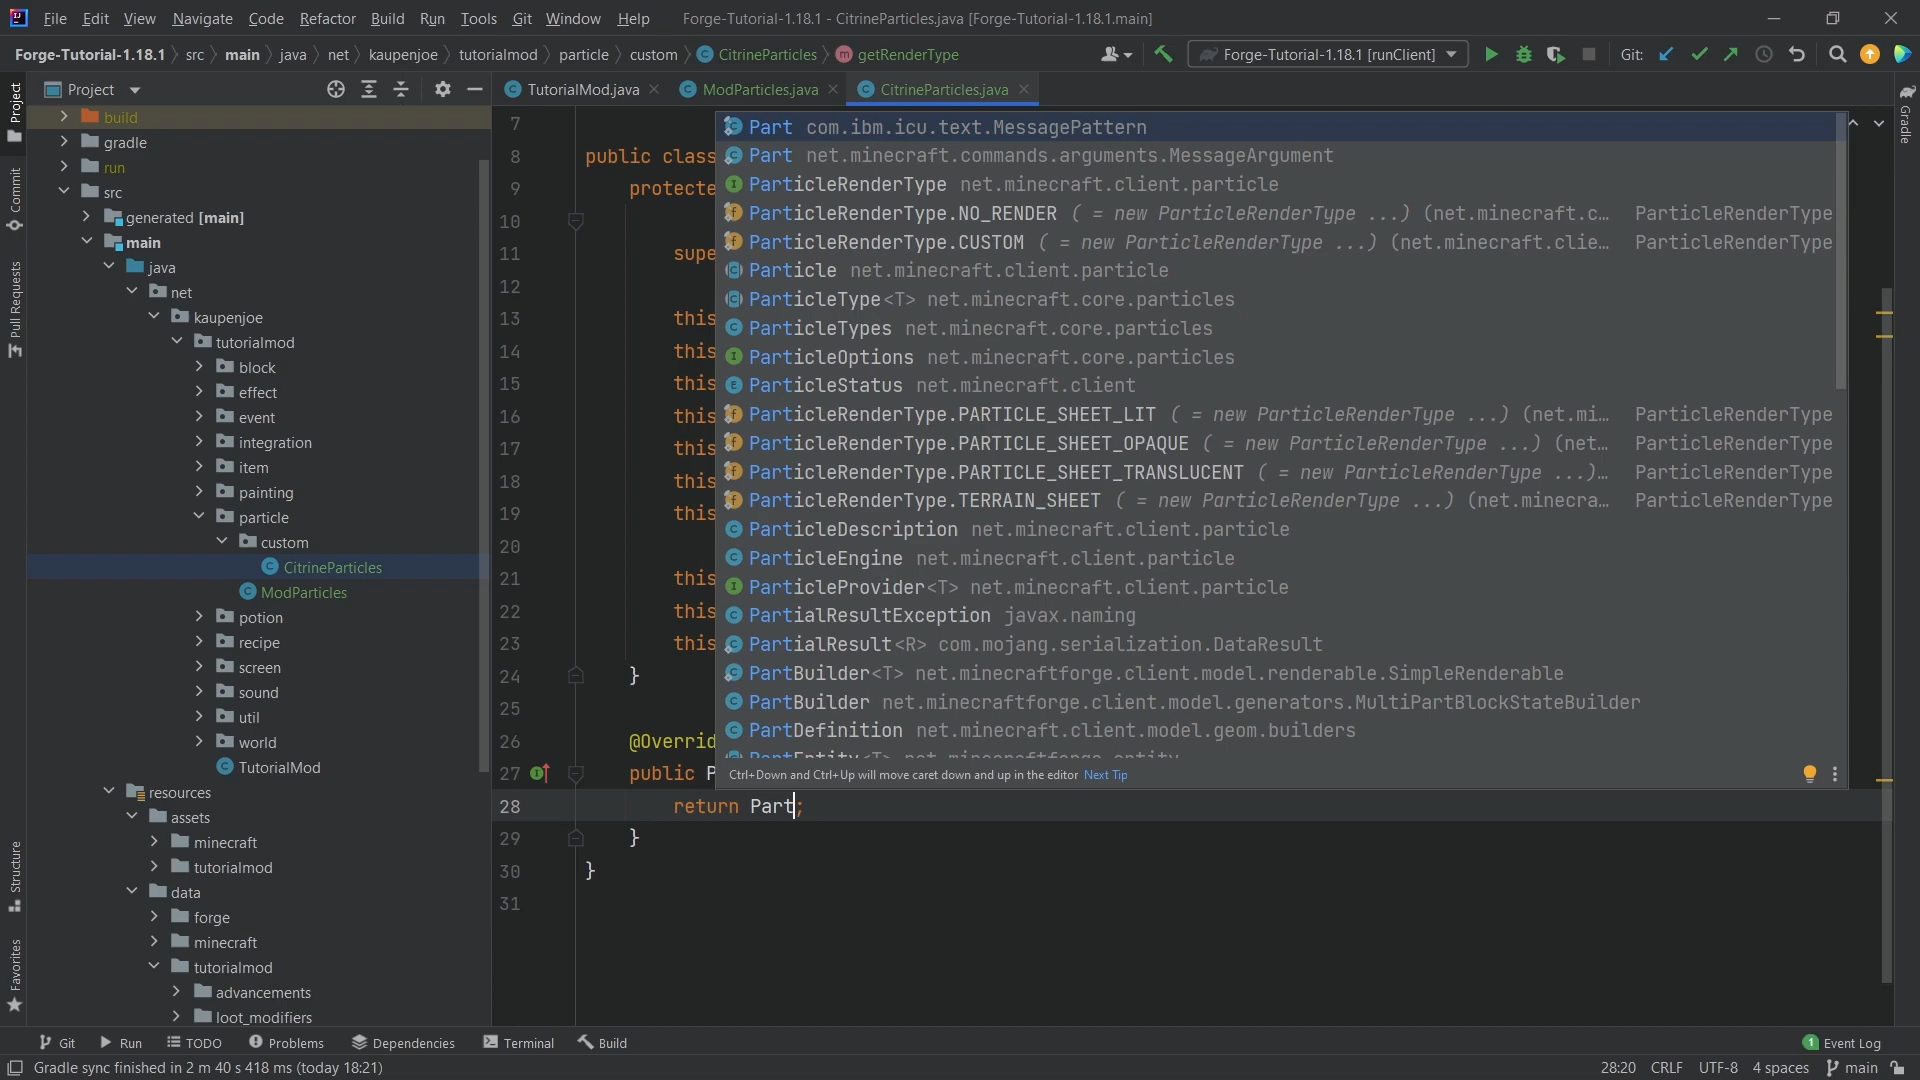 File Edit View Navigate Code Refactor Build Run Tools Git Window Help Forge-Tutorial-1.18.1 - CitrineParticles.java [Forge-Tutorial-1.18.1.main]
Forge-Tutorial-1.18.1 src main java net kaupenjoe tutorialmod particle custom CitrineParticles getRenderType Forge-Tutorial-1.18.1 [runClient] Git:
Project TutorialMod.java ModParticles.java CitrineParticles.java
Project
Commit
Pull Requests
Structure
Favorites
Gradle
build
gradle
run
src
generated [main]
main
java
net
kaupenjoe
tutorialmod
block
effect
event
integration
item
painting
particle
custom
CitrineParticles
ModParticles
potion
recipe
screen
sound
util
world
TutorialMod
resources
assets
minecraft
tutorialmod
data
forge
minecraft
tutorialmod
advancements
loot_modifiers
7
8 public class
9 protecte
10
11 supe
12
13 this
14 this
15 this
16 this
17 this
18 this
19 this
20
21 this
22 this
23 this
24 }
25
26 @Overrid
27 public P
28 return Part;
29 }
30 }
31
Part com.ibm.icu.text.MessagePattern
Part net.minecraft.commands.arguments.MessageArgument
ParticleRenderType net.minecraft.client.particle
ParticleRenderType.NO_RENDER ( = new ParticleRenderType ...) (net.minecraft.c... ParticleRenderType
ParticleRenderType.CUSTOM ( = new ParticleRenderType ...) (net.minecraft.clie... ParticleRenderType
Particle net.minecraft.client.particle
ParticleType<T> net.minecraft.core.particles
ParticleTypes net.minecraft.core.particles
ParticleOptions net.minecraft.core.particles
ParticleStatus net.minecraft.client
ParticleRenderType.PARTICLE_SHEET_LIT ( = new ParticleRenderType ...) (net.mi... ParticleRenderType
ParticleRenderType.PARTICLE_SHEET_OPAQUE ( = new ParticleRenderType ...) (net... ParticleRenderType
ParticleRenderType.PARTICLE_SHEET_TRANSLUCENT ( = new ParticleRenderType ...)... ParticleRenderType
ParticleRenderType.TERRAIN_SHEET ( = new ParticleRenderType ...) (net.minecra... ParticleRenderType
ParticleDescription net.minecraft.client.particle
ParticleEngine net.minecraft.client.particle
ParticleProvider<T> net.minecraft.client.particle
PartialResultException javax.naming
PartialResult<R> com.mojang.serialization.DataResult
PartBuilder<T> net.minecraftforge.client.model.renderable.SimpleRenderable
PartBuilder net.minecraftforge.client.model.generators.MultiPartBlockStateBuilder
PartDefinition net.minecraft.client.model.geom.builders
PartEntity<T> net.minecraftforge.entity
Ctrl+Down and Ctrl+Up will move caret down and up in the editor Next Tip
Git Run TODO Problems Dependencies Terminal Build 1 Event Log
Gradle sync finished in 2 m 40 s 418 ms (today 18:21) 28:20 CRLF UTF-8 4 spaces main